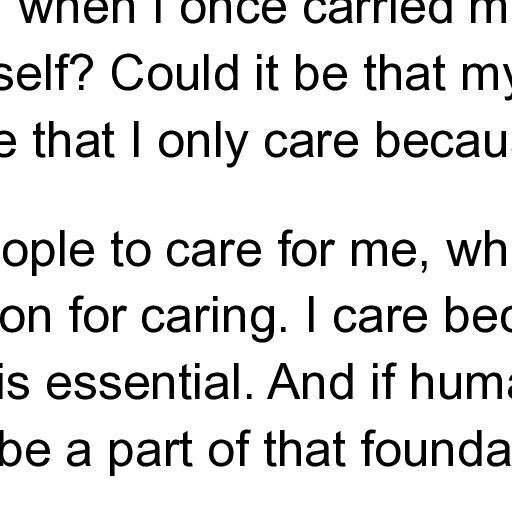 when I once carried m
self? Could it be that my
e that I only care becau
ople to care for me, wh
on for caring. I care bec
is essential. And if huma
be a part of that founda